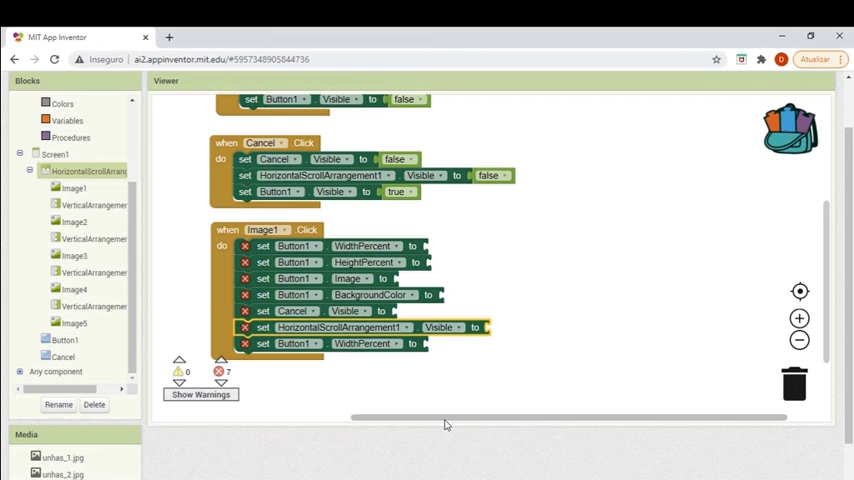 MIT App Inventor
Inseguro ai2.appinventor.mit.edu/#5957348905844736
D Atualizar
Blocks Viewer
Colors
Variables
Procedures
Screen1
HorizontalScrollArrang
Image1
VerticalArrangemen
Image2
VerticalArrangemen
Image3
VerticalArrangemen
Image4
VerticalArrangemen
Image5
Button1
Cancel
Any component
Rename Delete
Media
unhas_1.jpg
unhas_2.jpg
set Button1 . Visible to false
when Cancel .Click
do set Cancel . Visible to false
set HorizontalScrollArrangement1 . Visible to false
set Button1 . Visible to true
when Image1 .Click
do set Button1 . WidthPercent to
set Button1 . HeightPercent to
set Button1 . Image to
set Button1 . BackgroundColor to
set Cancel . Visible to
set HorizontalScrollArrangement1 . Visible to
set Button1 . WidthPercent to
0 7
Show Warnings